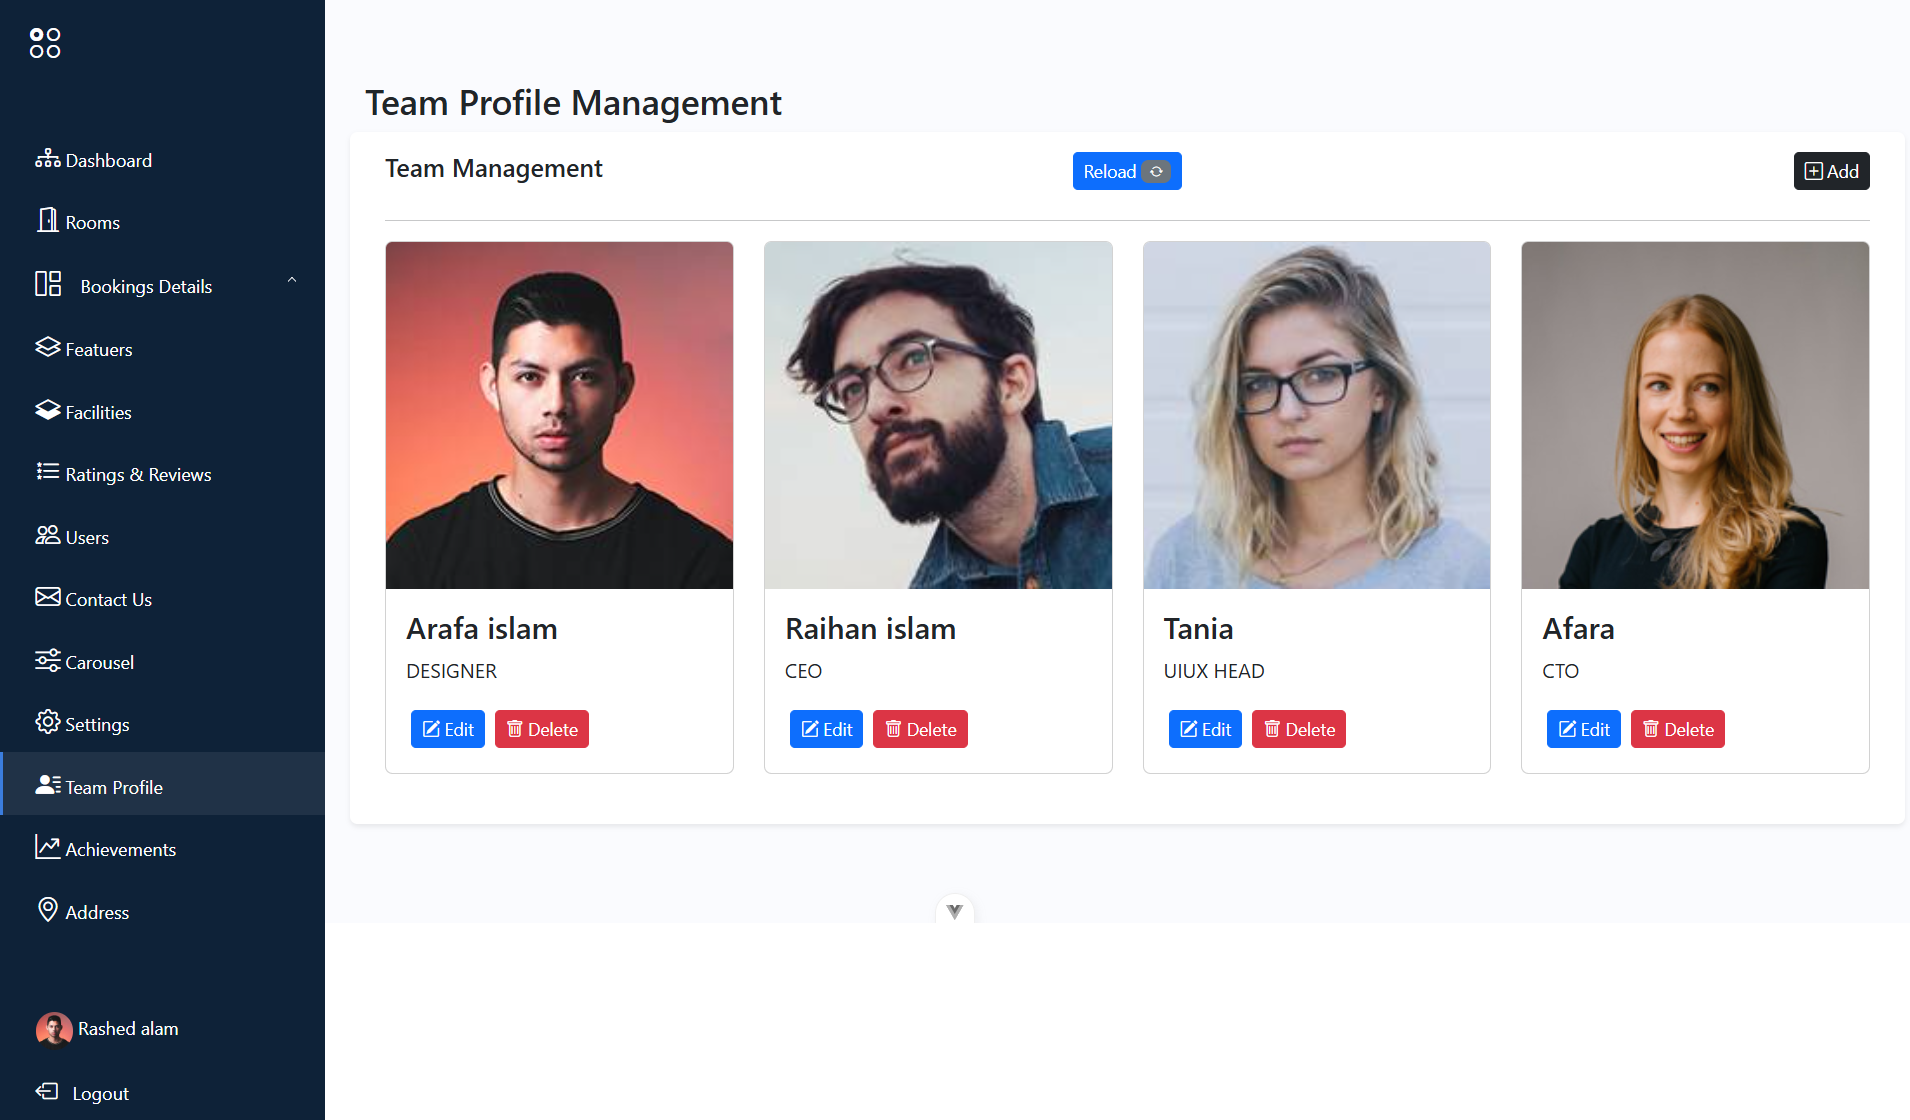 Dashboard
Rooms
Bookings Details
Featuers
Facilities
Ratings & Reviews
Users
Contact Us
Carousel
Settings
Team Profile
Achievements
Address
Rashed alam
Logout
Team Profile Management
Team Management
Reload
Add
Arafa islam
DESIGNER
Edit Delete
Raihan islam
CEO
Edit Delete
Tania
UIUX HEAD
Edit Delete
Afara
CTO
Edit Delete